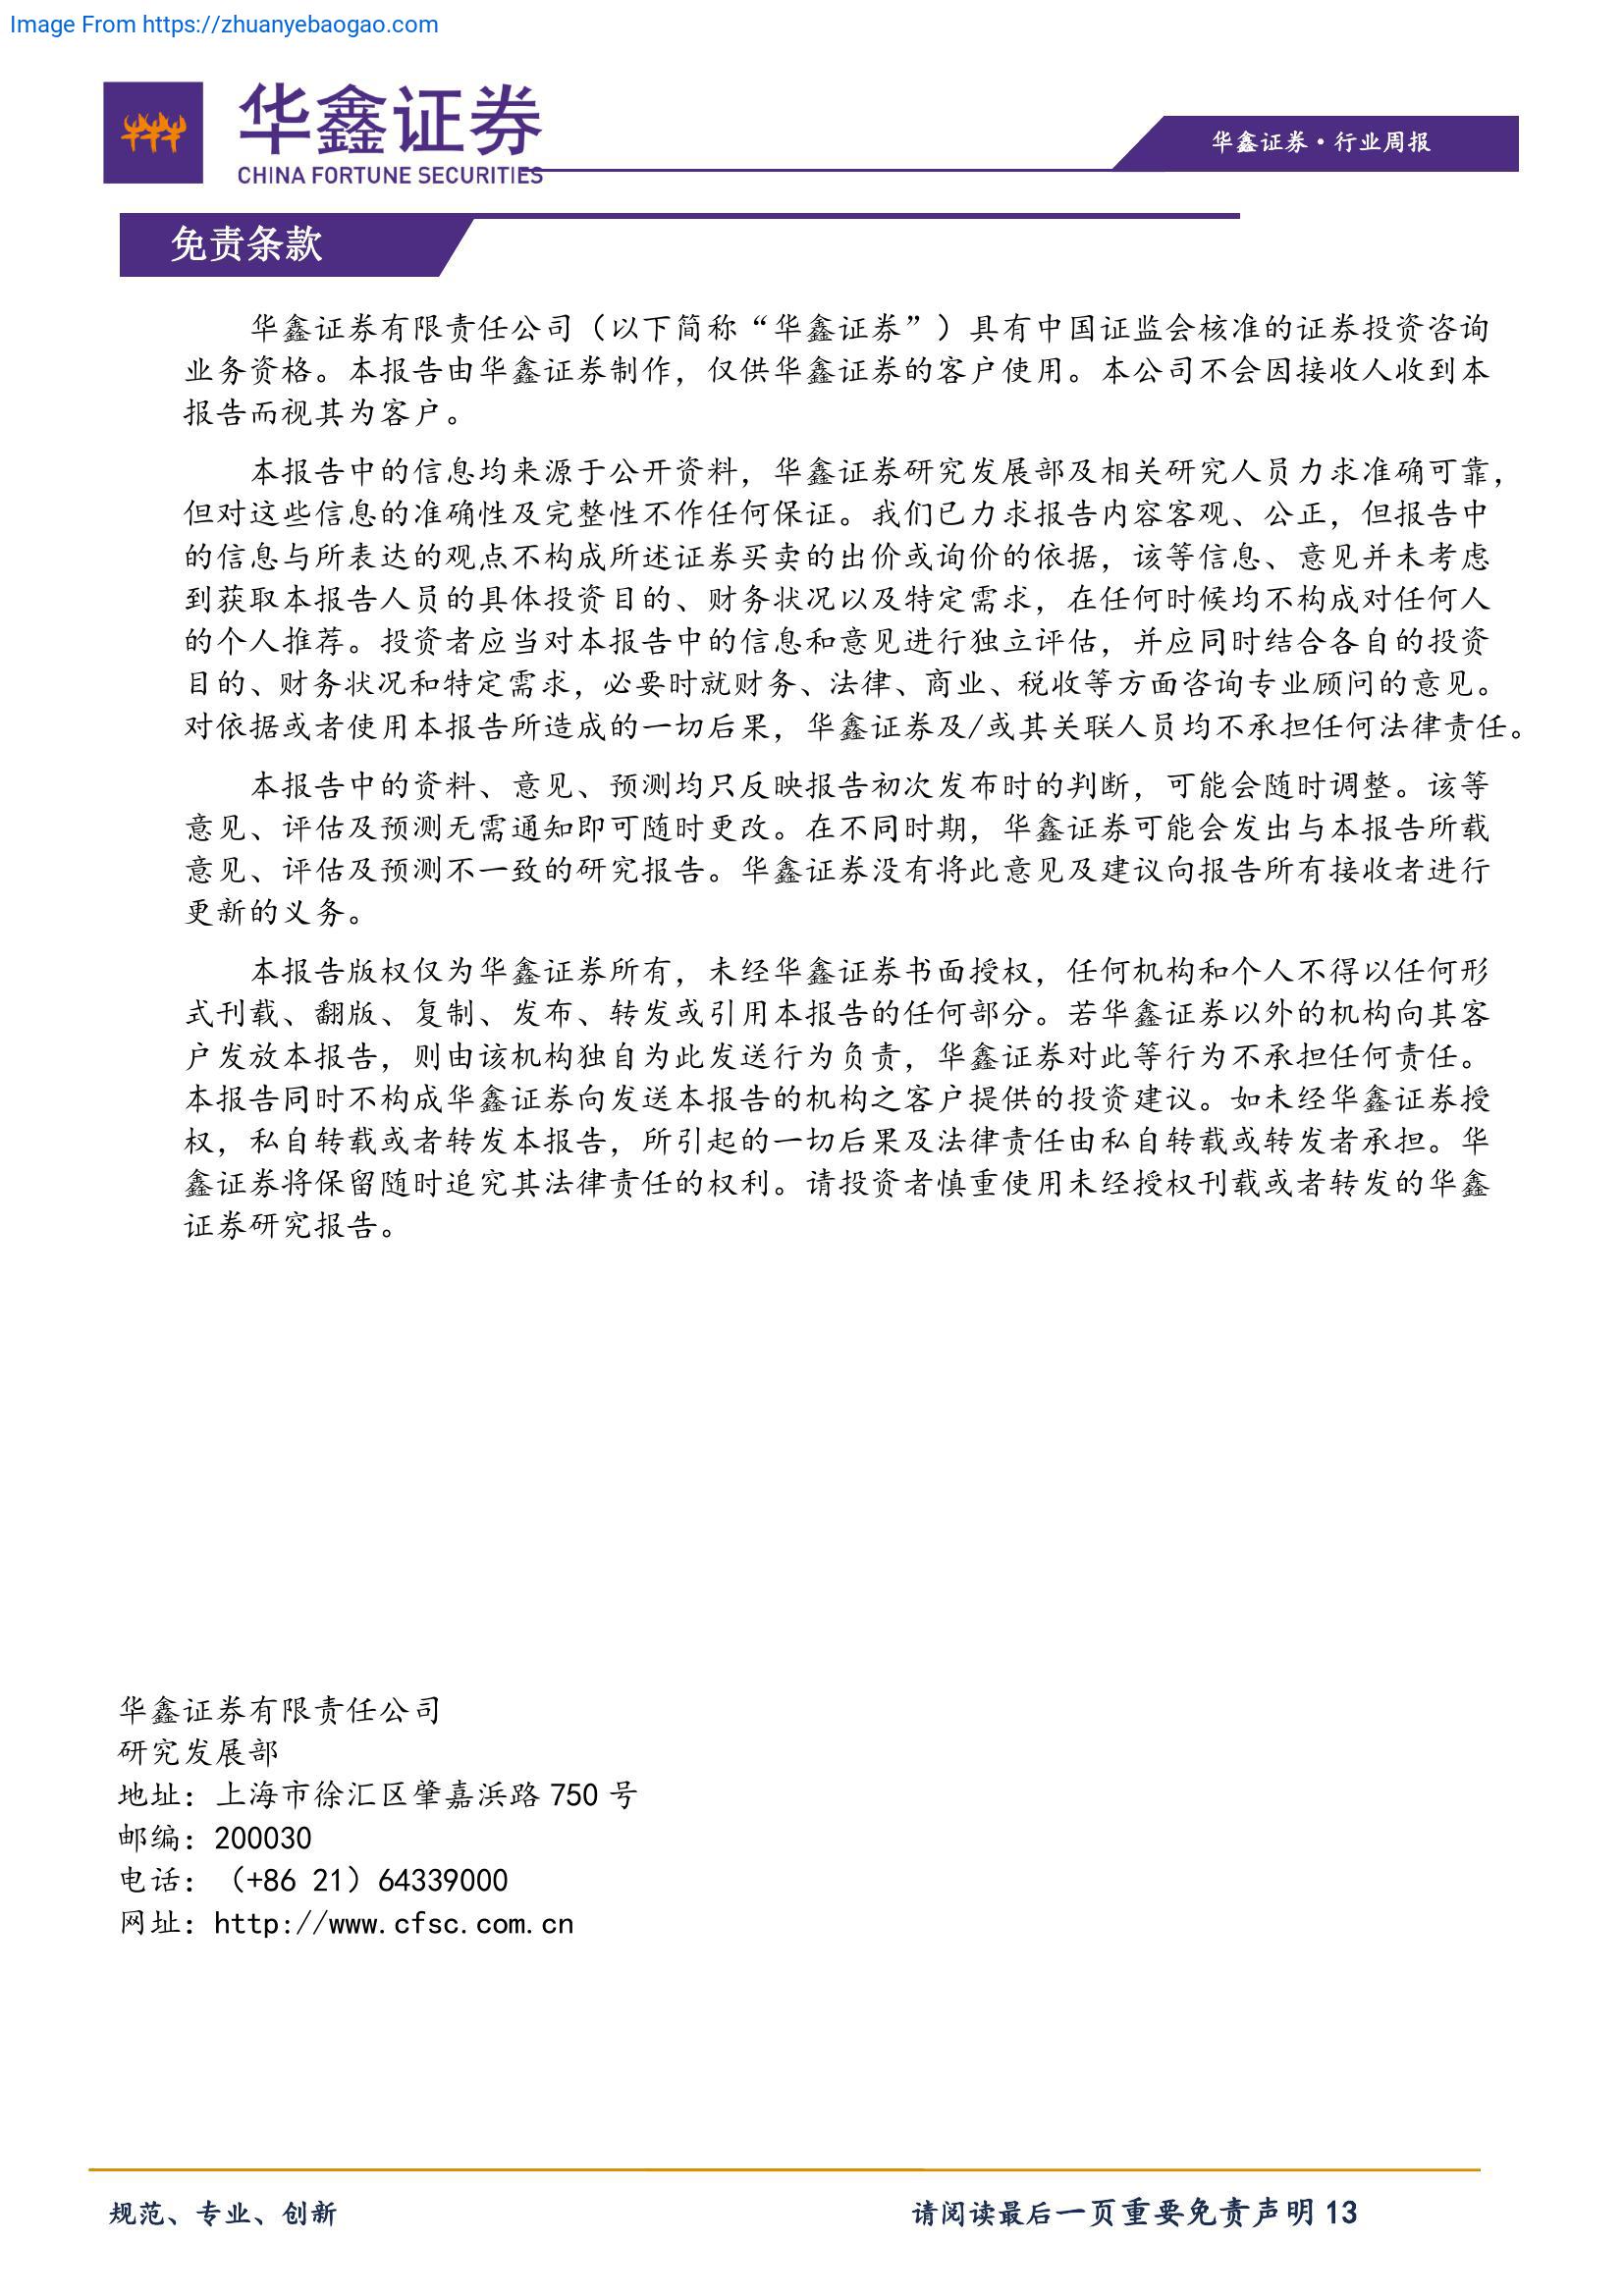 Image From https://zhuanyebaogao.com
华鑫证券
CHINA FORTUNE SECURITIES
华鑫证券·行业周报
免责条款
华鑫证券有限责任公司（以下简称“华鑫证券”）具有中国证监会核准的证券投资咨询
业务资格。本报告由华鑫证券制作，仅供华鑫证券的客户使用。本公司不会因接收人收到本
报告而视其为客户。
本报告中的信息均来源于公开资料，华鑫证券研究发展部及相关研究人员力求准确可靠，
但对这些信息的准确性及完整性不作任何保证。我们已力求报告内容客观、公正，但报告中
的信息与所表达的观点不构成所述证券买卖的出价或询价的依据，该等信息、意见并未考虑
到获取本报告人员的具体投资目的、财务状况以及特定需求，在任何时候均不构成对任何人
的个人推荐。投资者应当对本报告中的信息和意见进行独立评估，并应同时结合各自的投资
目的、财务状况和特定需求，必要时就财务、法律、商业、税收等方面咨询专业顾问的意见。
对依据或者使用本报告所造成的一切后果，华鑫证券及/或其关联人员均不承担任何法律责任。
本报告中的资料、意见、预测均只反映报告初次发布时的判断，可能会随时调整。该等
意见、评估及预测无需通知即可随时更改。在不同时期，华鑫证券可能会发出与本报告所载
意见、评估及预测不一致的研究报告。华鑫证券没有将此意见及建议向报告所有接收者进行
更新的义务。
本报告版权仅为华鑫证券所有，未经华鑫证券书面授权，任何机构和个人不得以任何形
式刊载、翻版、复制、发布、转发或引用本报告的任何部分。若华鑫证券以外的机构向其客
户发放本报告，则由该机构独自为此发送行为负责，华鑫证券对此等行为不承担任何责任。
本报告同时不构成华鑫证券向发送本报告的机构之客户提供的投资建议。如未经华鑫证券授
权，私自转载或者转发本报告，所引起的一切后果及法律责任由私自转载或转发者承担。华
鑫证券将保留随时追究其法律责任的权利。请投资者慎重使用未经授权刊载或者转发的华鑫
证券研究报告。
华鑫证券有限责任公司
研究发展部
地址：上海市徐汇区肇嘉浜路 750 号
邮编：200030
电话：（+86 21）64339000
网址：http://www.cfsc.com.cn
规范、专业、创新
请阅读最后一页重要免责声明 13